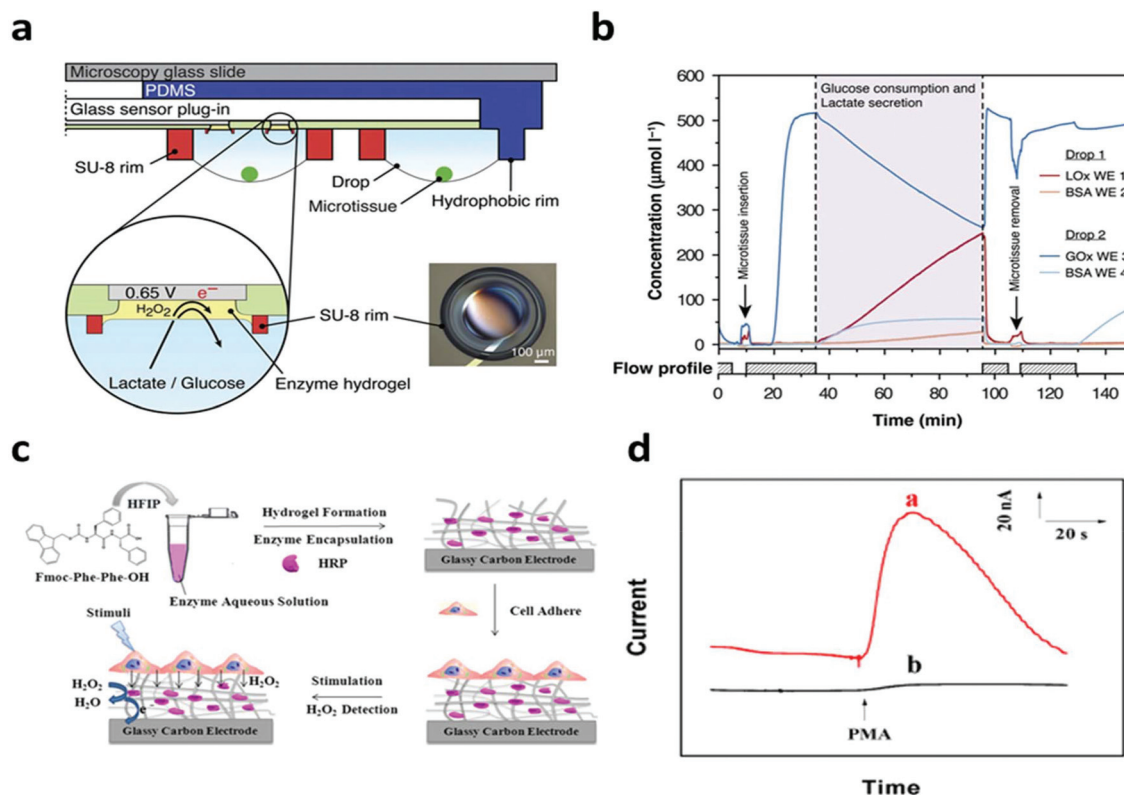 a
Microscopy glass slide
PDMS
Glass sensor plug-in
SU-8 rim
Drop
Microtissue
Hydrophobic rim
0.65 V
e⁻
H₂O₂
SU-8 rim
Lactate / Glucose
Enzyme hydrogel
100 µm
b
Concentration (µmol l⁻¹)
600
500
400
300
200
100
0
Glucose consumption and
Lactate secretion
Microtissue insertion
Microtissue removal
Drop 1
LOx WE 1
BSA WE 2
Drop 2
GOx WE 3
BSA WE 4
Flow profile
0 20 40 60 80 100 120 140
Time (min)
c
HFIP
Fmoc-Phe-Phe-OH
Enzyme Aqueous Solution
Hydrogel Formation
Enzyme Encapsulation
HRP
Glassy Carbon Electrode
Cell Adhere
Stimuli
H₂O₂
H₂O
H₂O₂
e⁻
Glassy Carbon Electrode
Stimulation
H₂O₂ Detection
Glassy Carbon Electrode
d
Current
a
b
PMA
20 nA
20 s
Time